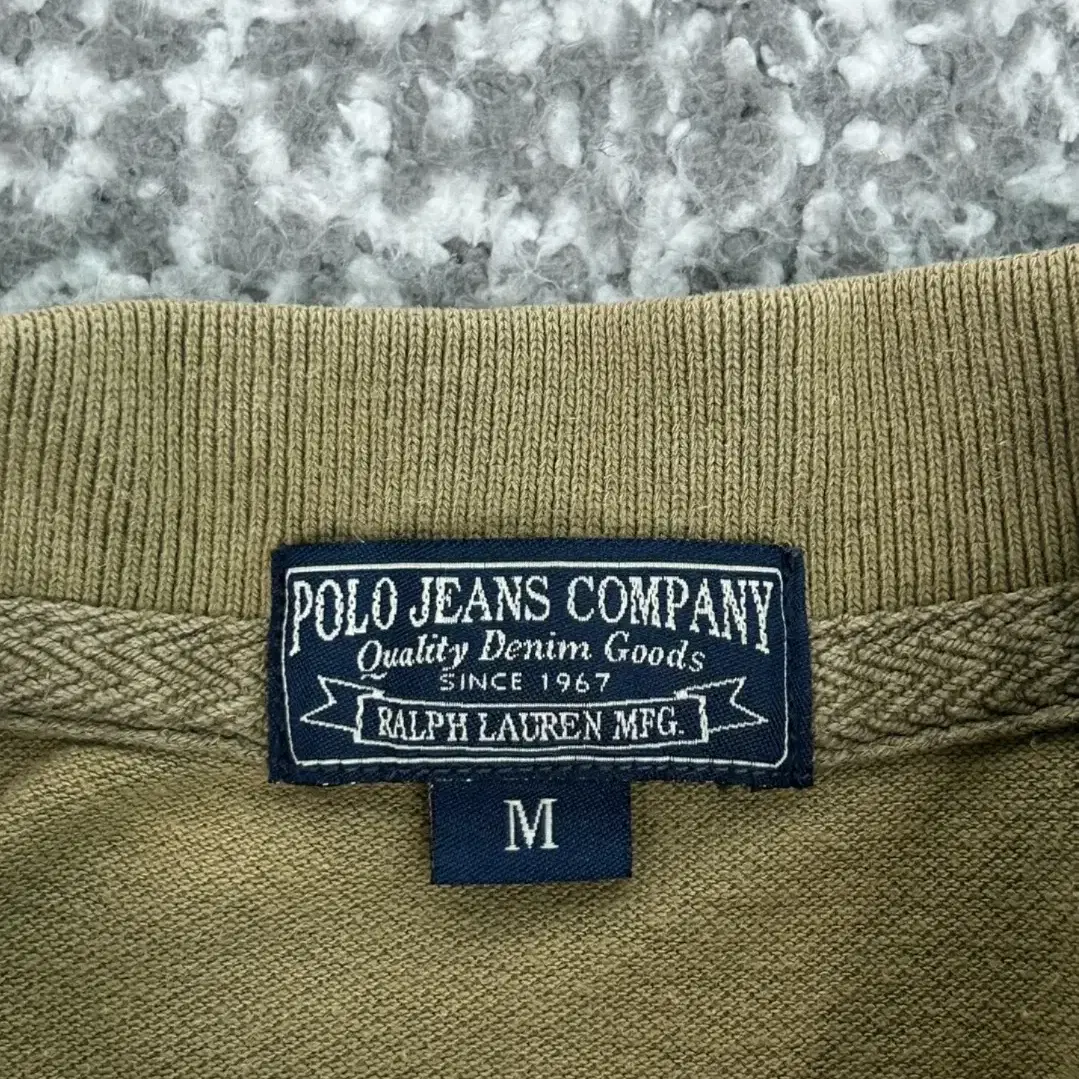 POLO JEANS COMPANY
Quality Denim Goods
SINCE 1967
RALPH LAUREN MFG.
M